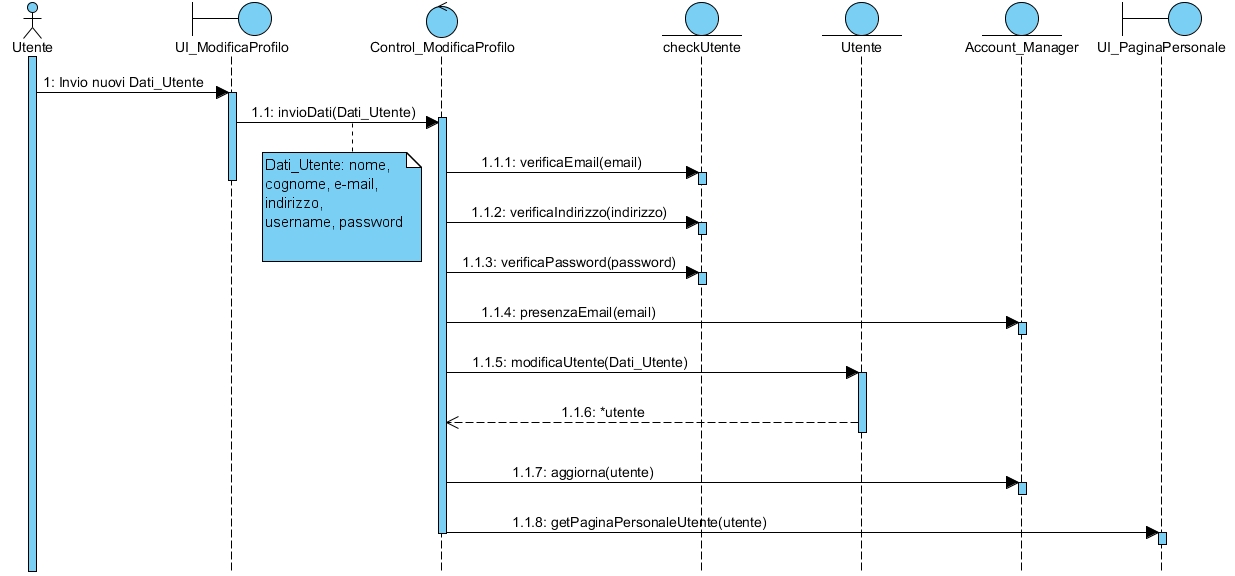 Utente
UI_ModificaProfilo
Control_ModificaProfilo
checkUtente
Utente
Account_Manager
UI_PaginaPersonale
1: Invio nuovi Dati_Utente
1.1: invioDati(Dati_Utente)
Dati_Utente: nome,
cognome, e-mail,
indirizzo,
username, password
1.1.1: verificaEmail(email)
1.1.2: verificaIndirizzo(indirizzo)
1.1.3: verificaPassword(password)
1.1.4: presenzaEmail(email)
1.1.5: modificaUtente(Dati_Utente)
1.1.6: *utente
1.1.7: aggiorna(utente)
1.1.8: getPaginaPersonaleUtente(utente)